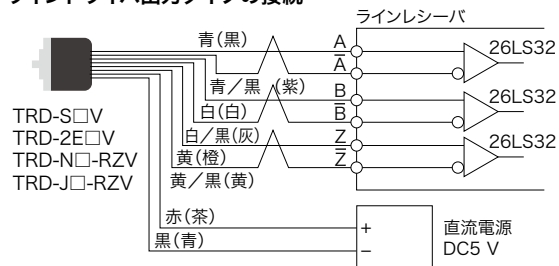 ラインドライバ出力タイプの接続
ラインレシーバ
青(黒)
A
26LS32
A̅
青/黒 (紫)
B
26LS32
白(白)
B̅
TRD-S□V
TRD-2E□V
TRD-N□-RZV
TRD-J□-RZV
白/黒(灰)
Z
26LS32
黄(橙)
Z̅
黄/黒(黄)
赤(茶)
+
直流電源
黒(青)
−
DC5 V